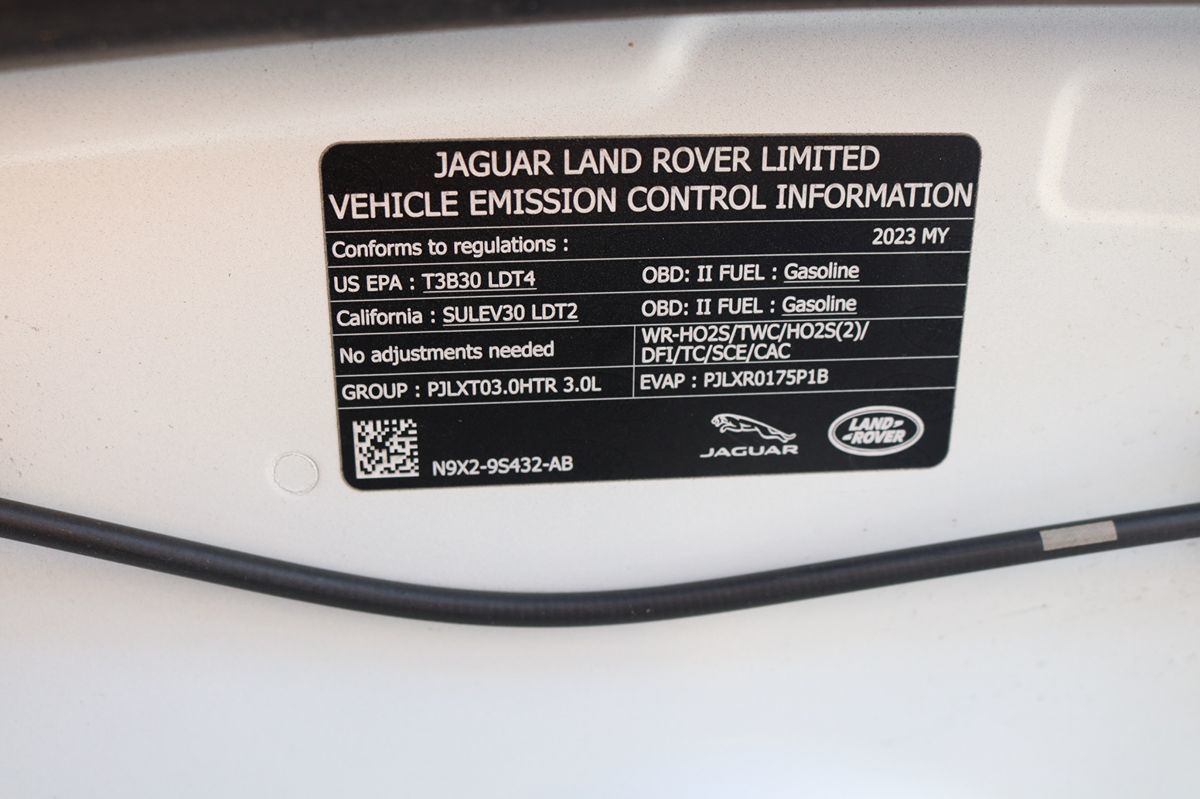 JAGUAR LAND ROVER LIMITED
VEHICLE EMISSION CONTROL INFORMATION
Conforms to regulations : 2023 MY
US EPA : T3B30 LDT4 OBD: II FUEL : Gasoline
California : SULEV30 LDT2 OBD: II FUEL : Gasoline
No adjustments needed
WR-HO2S/TWC/HO2S(2)/
DFI/TC/SCE/CAC
GROUP : PJLXT03.0HTR 3.0L EVAP : PJLXR0175P1B
N9X2-9S432-AB
JAGUAR
LAND-
-ROVER